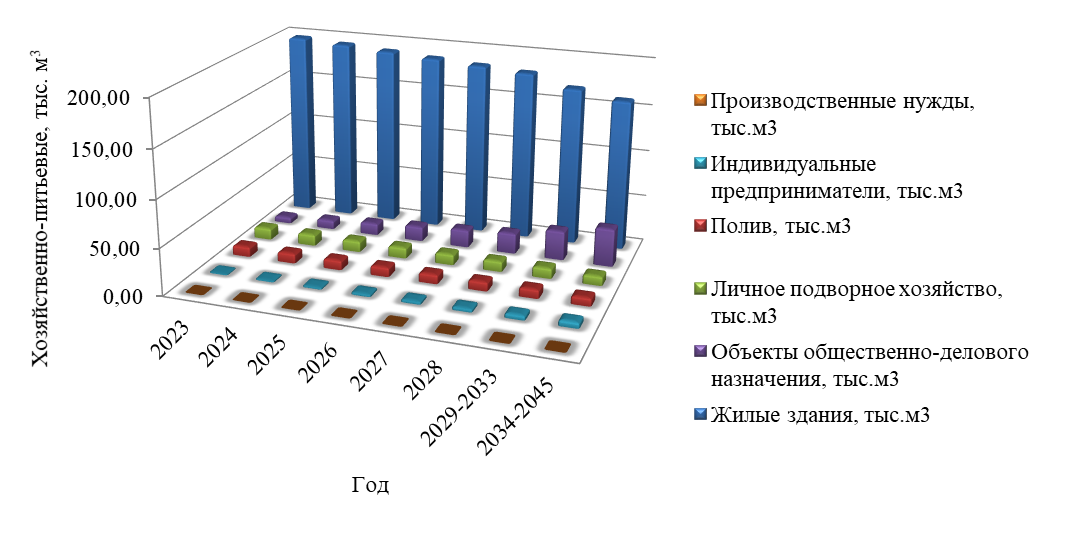 Хозяйственно-питьевые, тыс. м³
200,00
150,00
100,00
50,00
0,00
2023
2024
2025
2026
2027
2028
2029-2033
2034-2045
Год
Производственные нужды,
тыс.м3
Индивидуальные
предприниматели, тыс.м3
Полив, тыс.м3
Личное подворное хозяйство,
тыс.м3
Объекты общественно-делового
назначения, тыс.м3
Жилые здания, тыс.м3